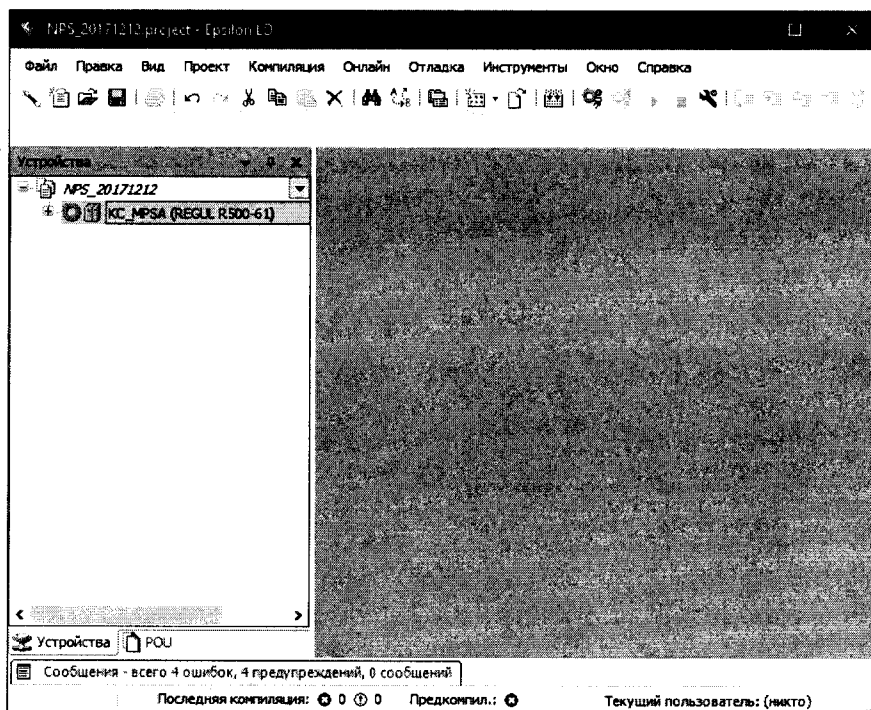 NPS_20171212.project - Epsilon LD
Файл Правка Вид Проект Компиляция Онлайн Отладка Инструменты Окно Справка
Устройства
NPS_20171212
KC_MPSA (REGUL R500-61)
Устройства POU
Сообщения - всего 4 ошибок, 4 предупреждений, 0 сообщений
Последняя компиляция: 0 0 Предкомпил.: Текущий пользователь: (никто)